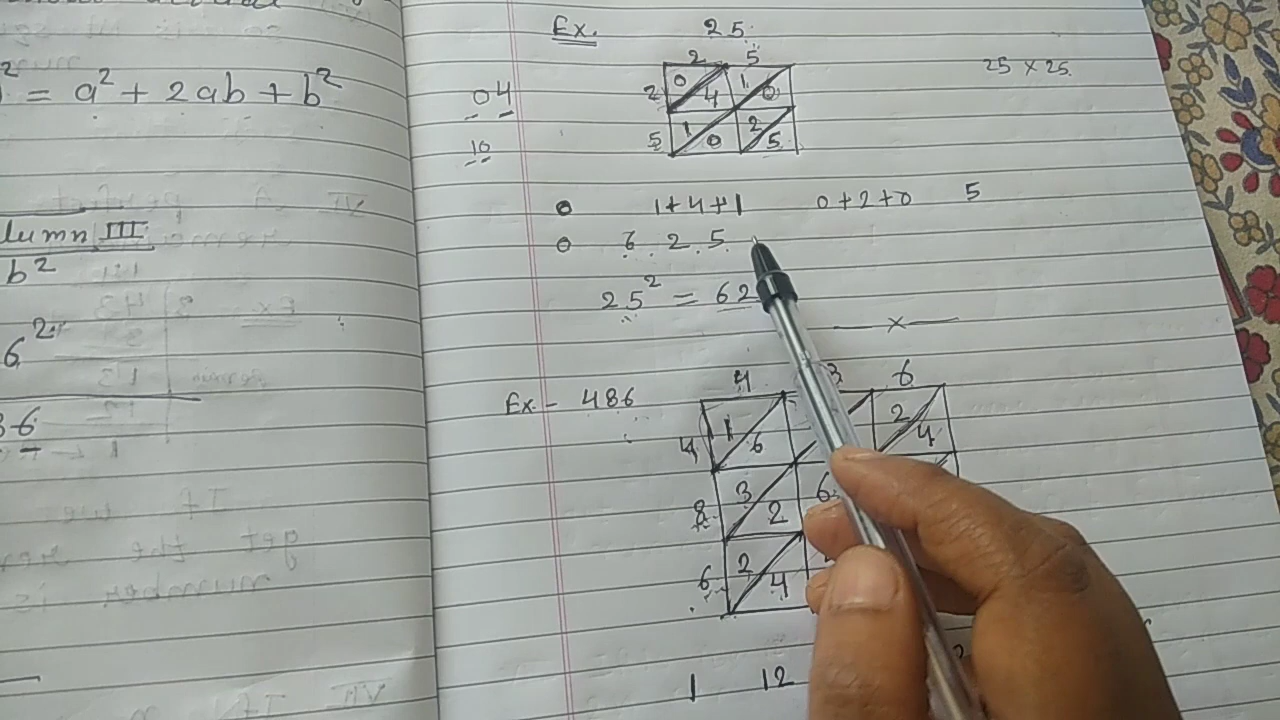 ² = a² + 2ab + b²
lumn III
b²
6²
36
Ex. 25
25 × 25
2 5
2 0 4 1 0
5 1 0 2 5
04
10
0 1+4+1 0+2+0 5
0 6 2 5
25² = 62
— × —
Ex - 486
4 6
4 1 6 2 4
8 3 2 6
6 2 4
1 12